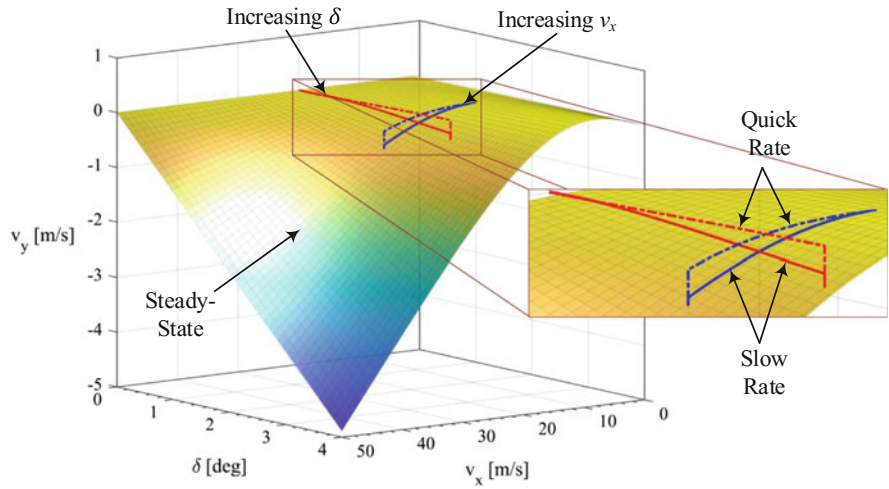 Increasing δ
Increasing vₓ
1
0
-1
-2
-3
-4
-5
v_y [m/s]
Quick
Rate
Steady-
State
Slow
Rate
0
1
2
3
4
δ [deg]
50
40
30
20
10
0
v_x [m/s]